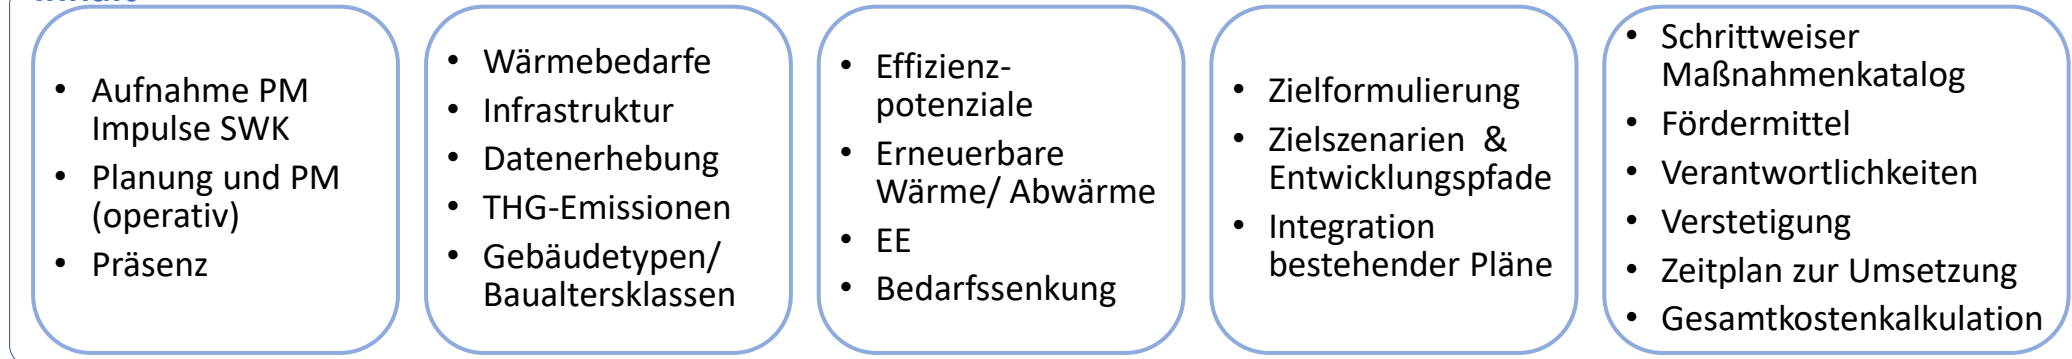 • Aufnahme PM
Impulse SWK
• Planung und PM
(operativ)
• Präsenz
• Wärmebedarfe
• Infrastruktur
• Datenerhebung
• THG-Emissionen
• Gebäudetypen/
Baualtersklassen
• Effizienz-
potenziale
• Erneuerbare
Wärme/ Abwärme
• EE
• Bedarfssenkung
• Zielformulierung
• Zielszenarien &
Entwicklungspfade
• Integration
bestehender Pläne
• Schrittweiser
Maßnahmenkatalog
• Fördermittel
• Verantwortlichkeiten
• Verstetigung
• Zeitplan zur Umsetzung
• Gesamtkostenkalkulation